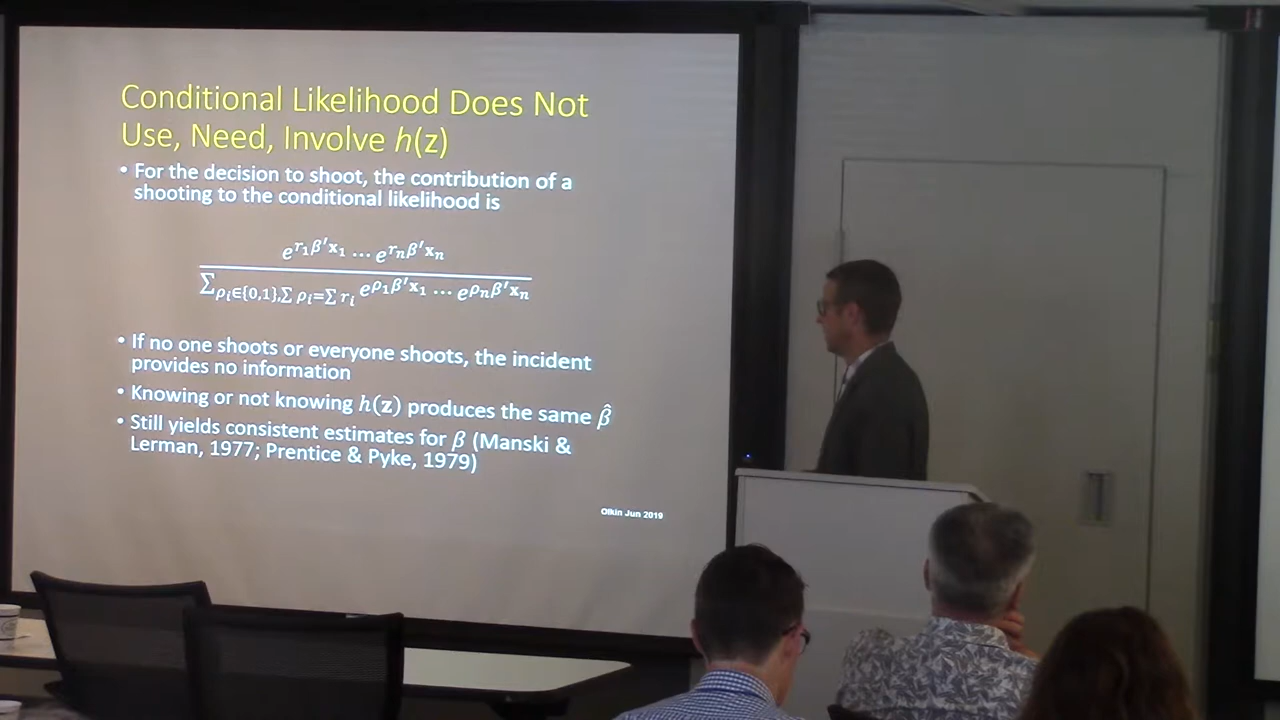 Conditional Likelihood Does Not
Use, Need, Involve h(z)
• For the decision to shoot, the contribution of a
shooting to the conditional likelihood is
e^{r₁β′x₁} … e^{rₙβ′xₙ}
∑_{ρᵢ∈{0,1},∑ρᵢ=∑rᵢ} e^{ρ₁β′x₁} … e^{ρₙβ′xₙ}
• If no one shoots or everyone shoots, the incident
provides no information
• Knowing or not knowing h(z) produces the same β̂
• Still yields consistent estimates for β (Manski &
Lerman, 1977; Prentice & Pyke, 1979)
Olkin Jun 2019